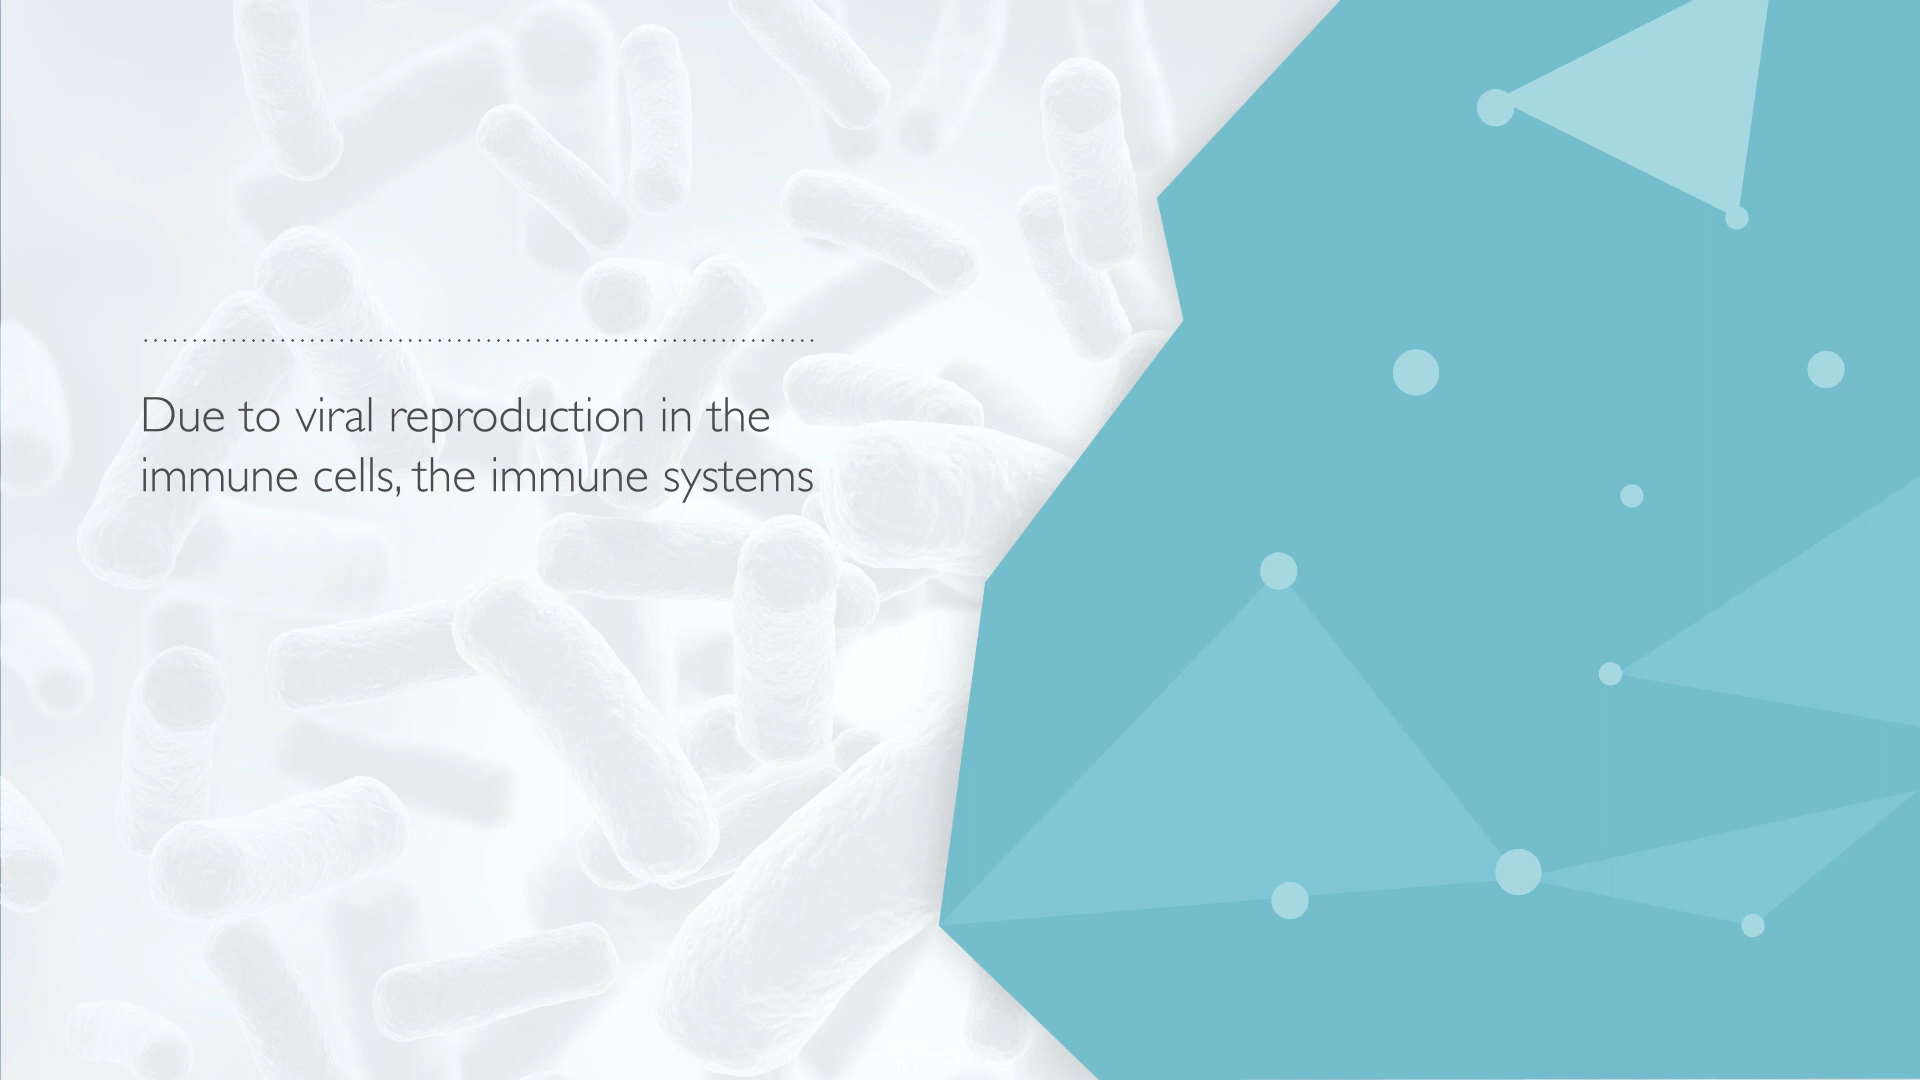 Due to viral reproduction in the
immune cells, the immune systems